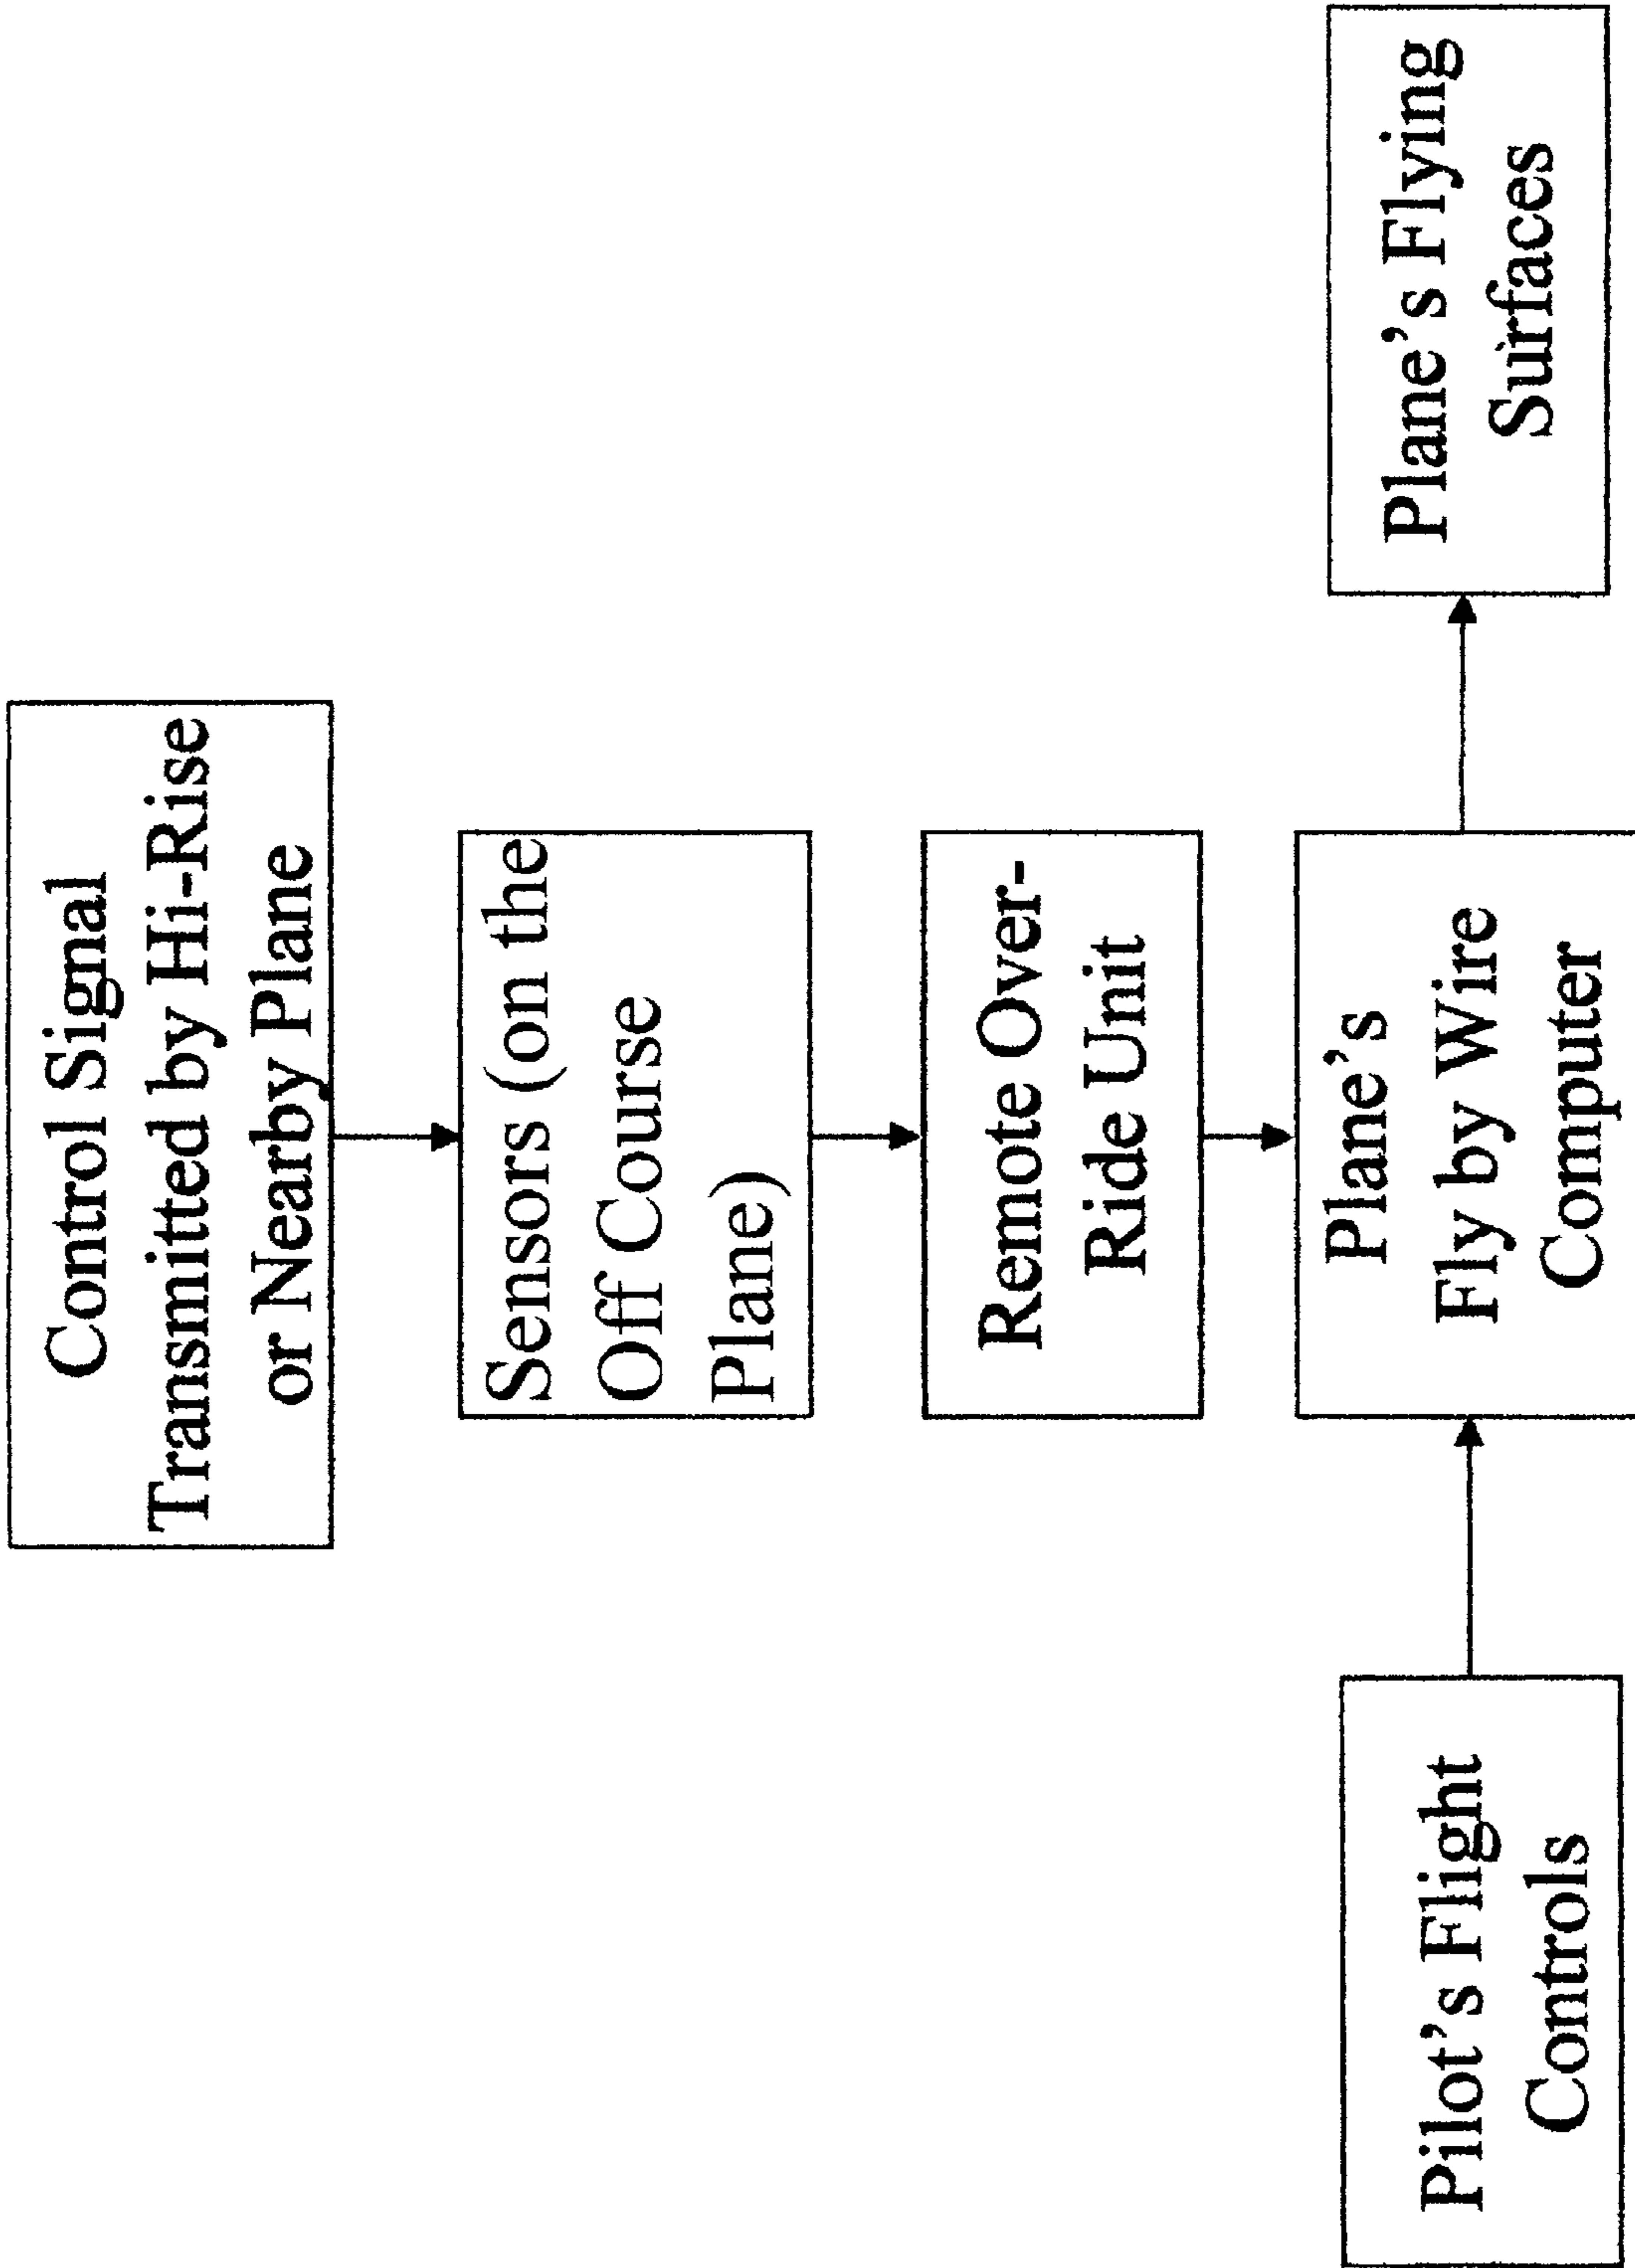 Control Signal
Transmitted by Hi-Rise
or Nearby Plane
Sensors (on the
Off Course
Plane)
Remote Over-
Ride Unit
Pilot's Flight
Controls
Plane's
Fly by Wire
Computer
Plane's Flying
Surfaces